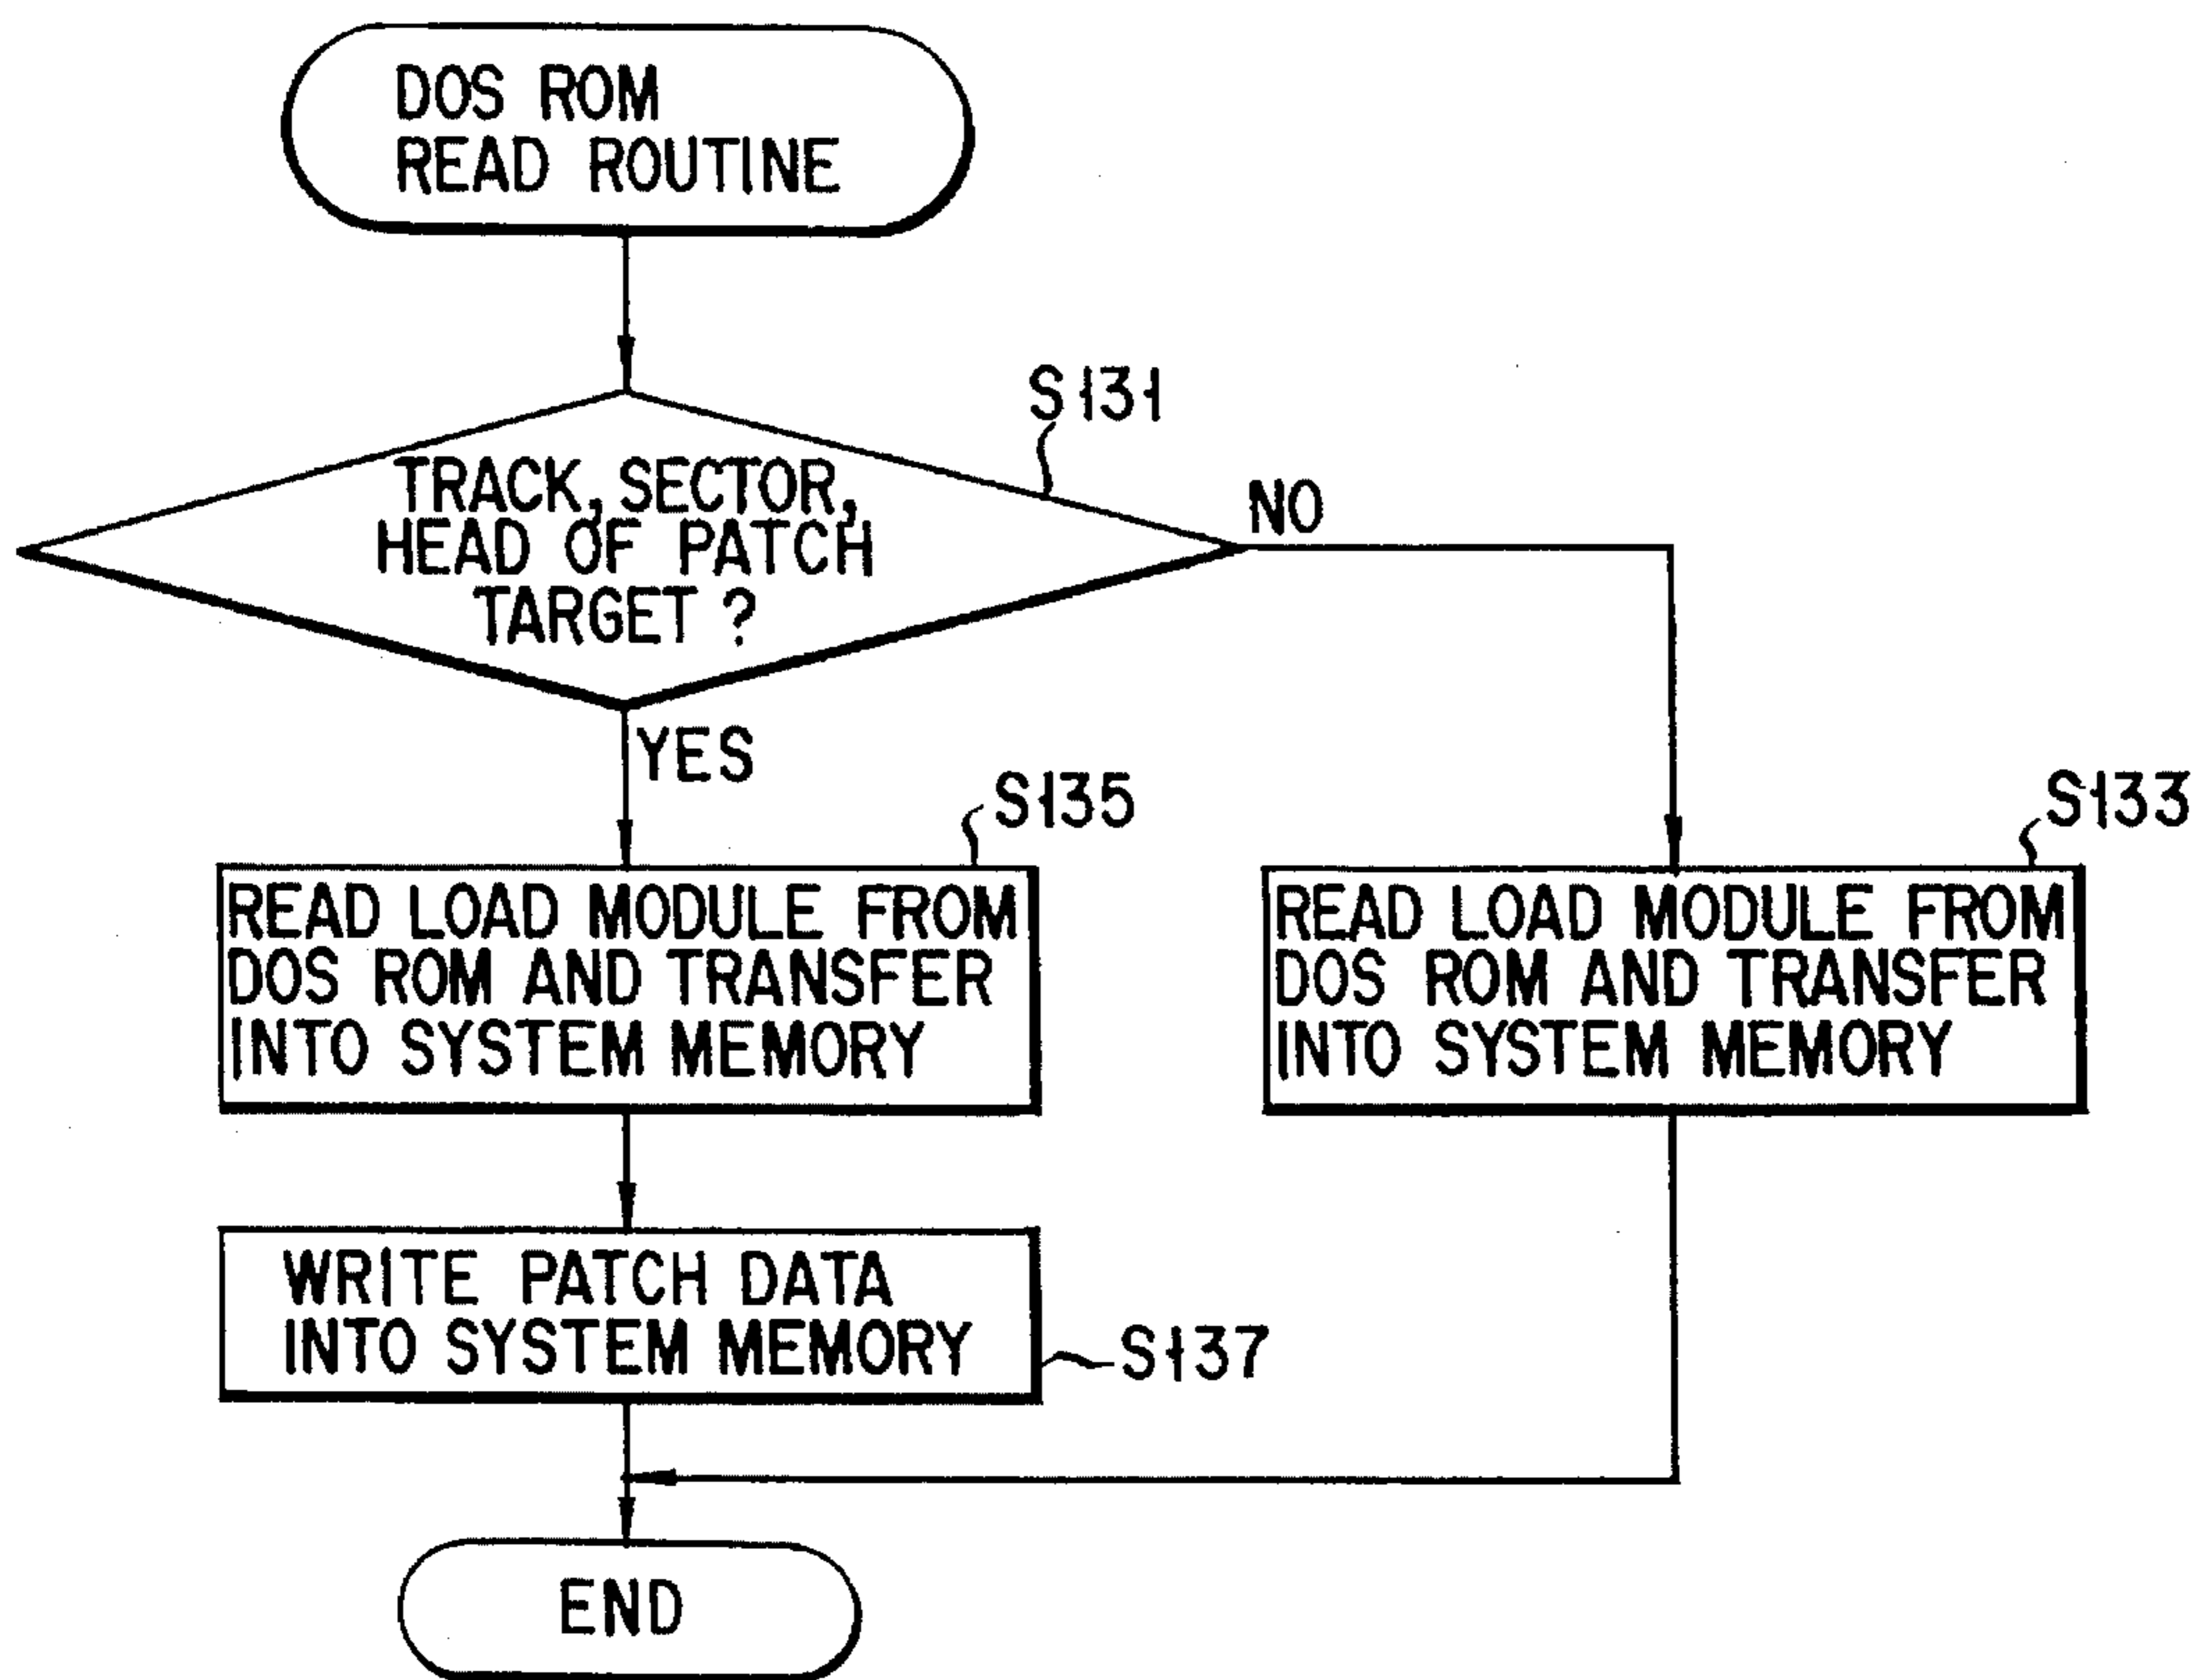 DOS ROM
READ ROUTINE
S131
TRACK, SECTOR,
HEAD OF PATCH
TARGET ?
NO
YES
S135
READ LOAD MODULE FROM
DOS ROM AND TRANSFER
INTO SYSTEM MEMORY
S133
READ LOAD MODULE FROM
DOS ROM AND TRANSFER
INTO SYSTEM MEMORY
WRITE PATCH DATA
INTO SYSTEM MEMORY
S137
END